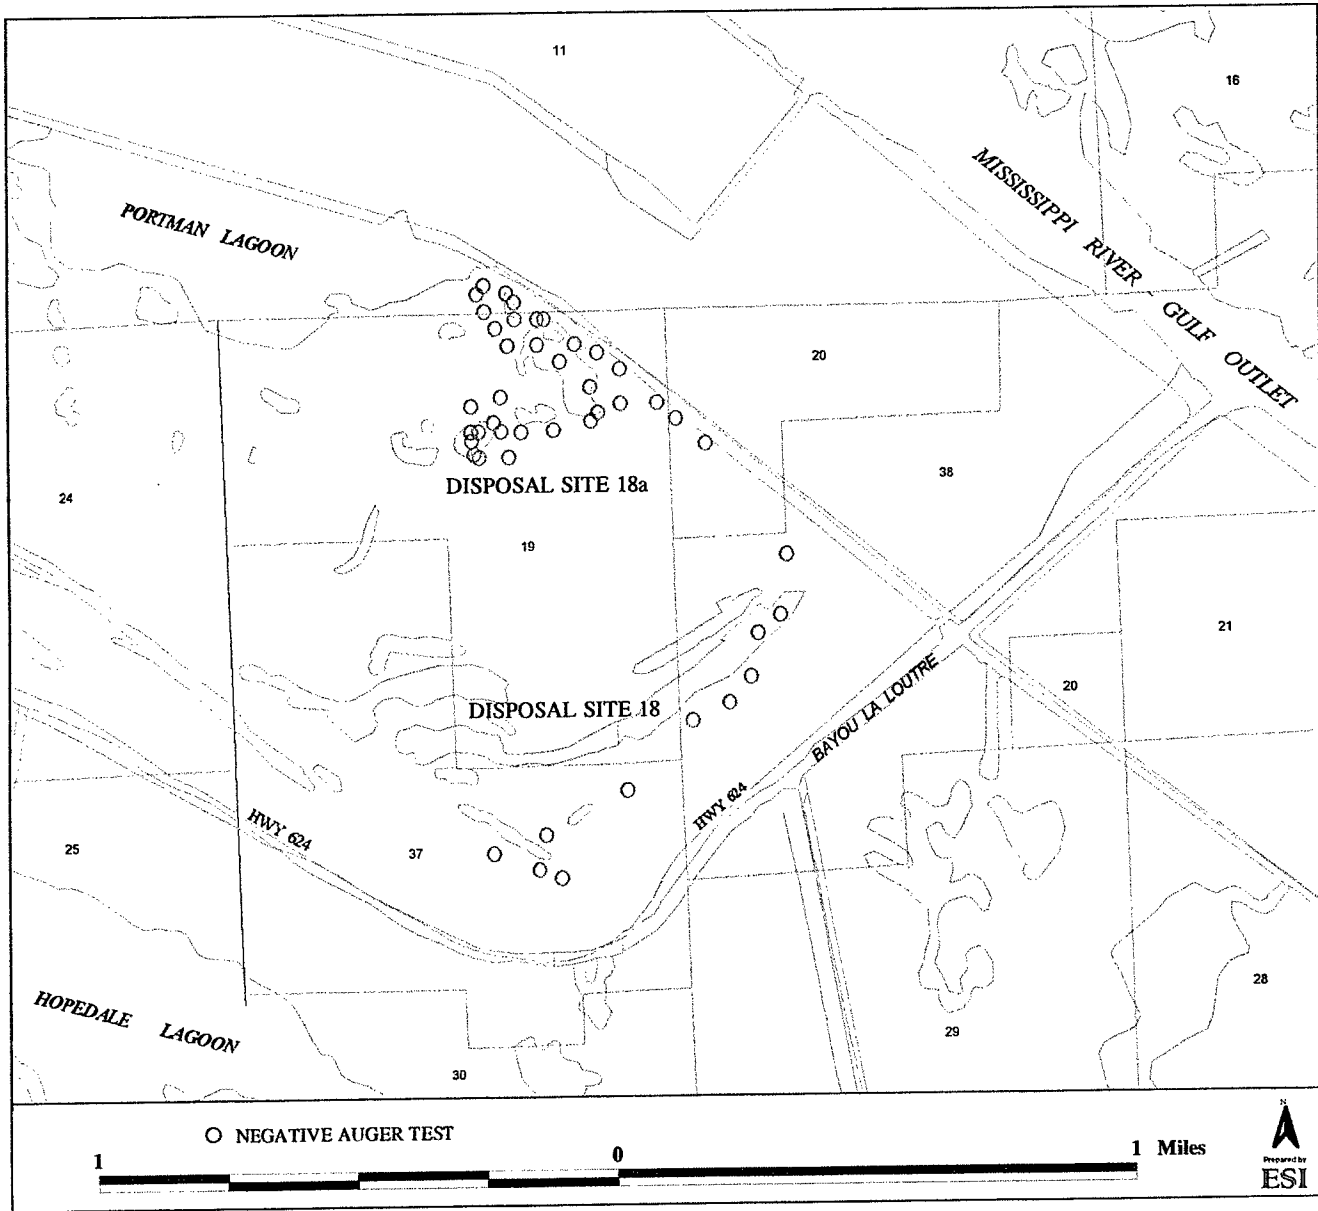 11
16
MISSISSIPPI RIVER - GULF OUTLET
PORTMAN LAGOON
20
24
DISPOSAL SITE 18a
38
19
21
20
DISPOSAL SITE 18
BAYOU LA LOUTRE
HWY 624
HWY 624
25
37
28
HOPEDALE LAGOON
29
30
NEGATIVE AUGER TEST
1 0 1 Miles
N
Prepared by
ESI